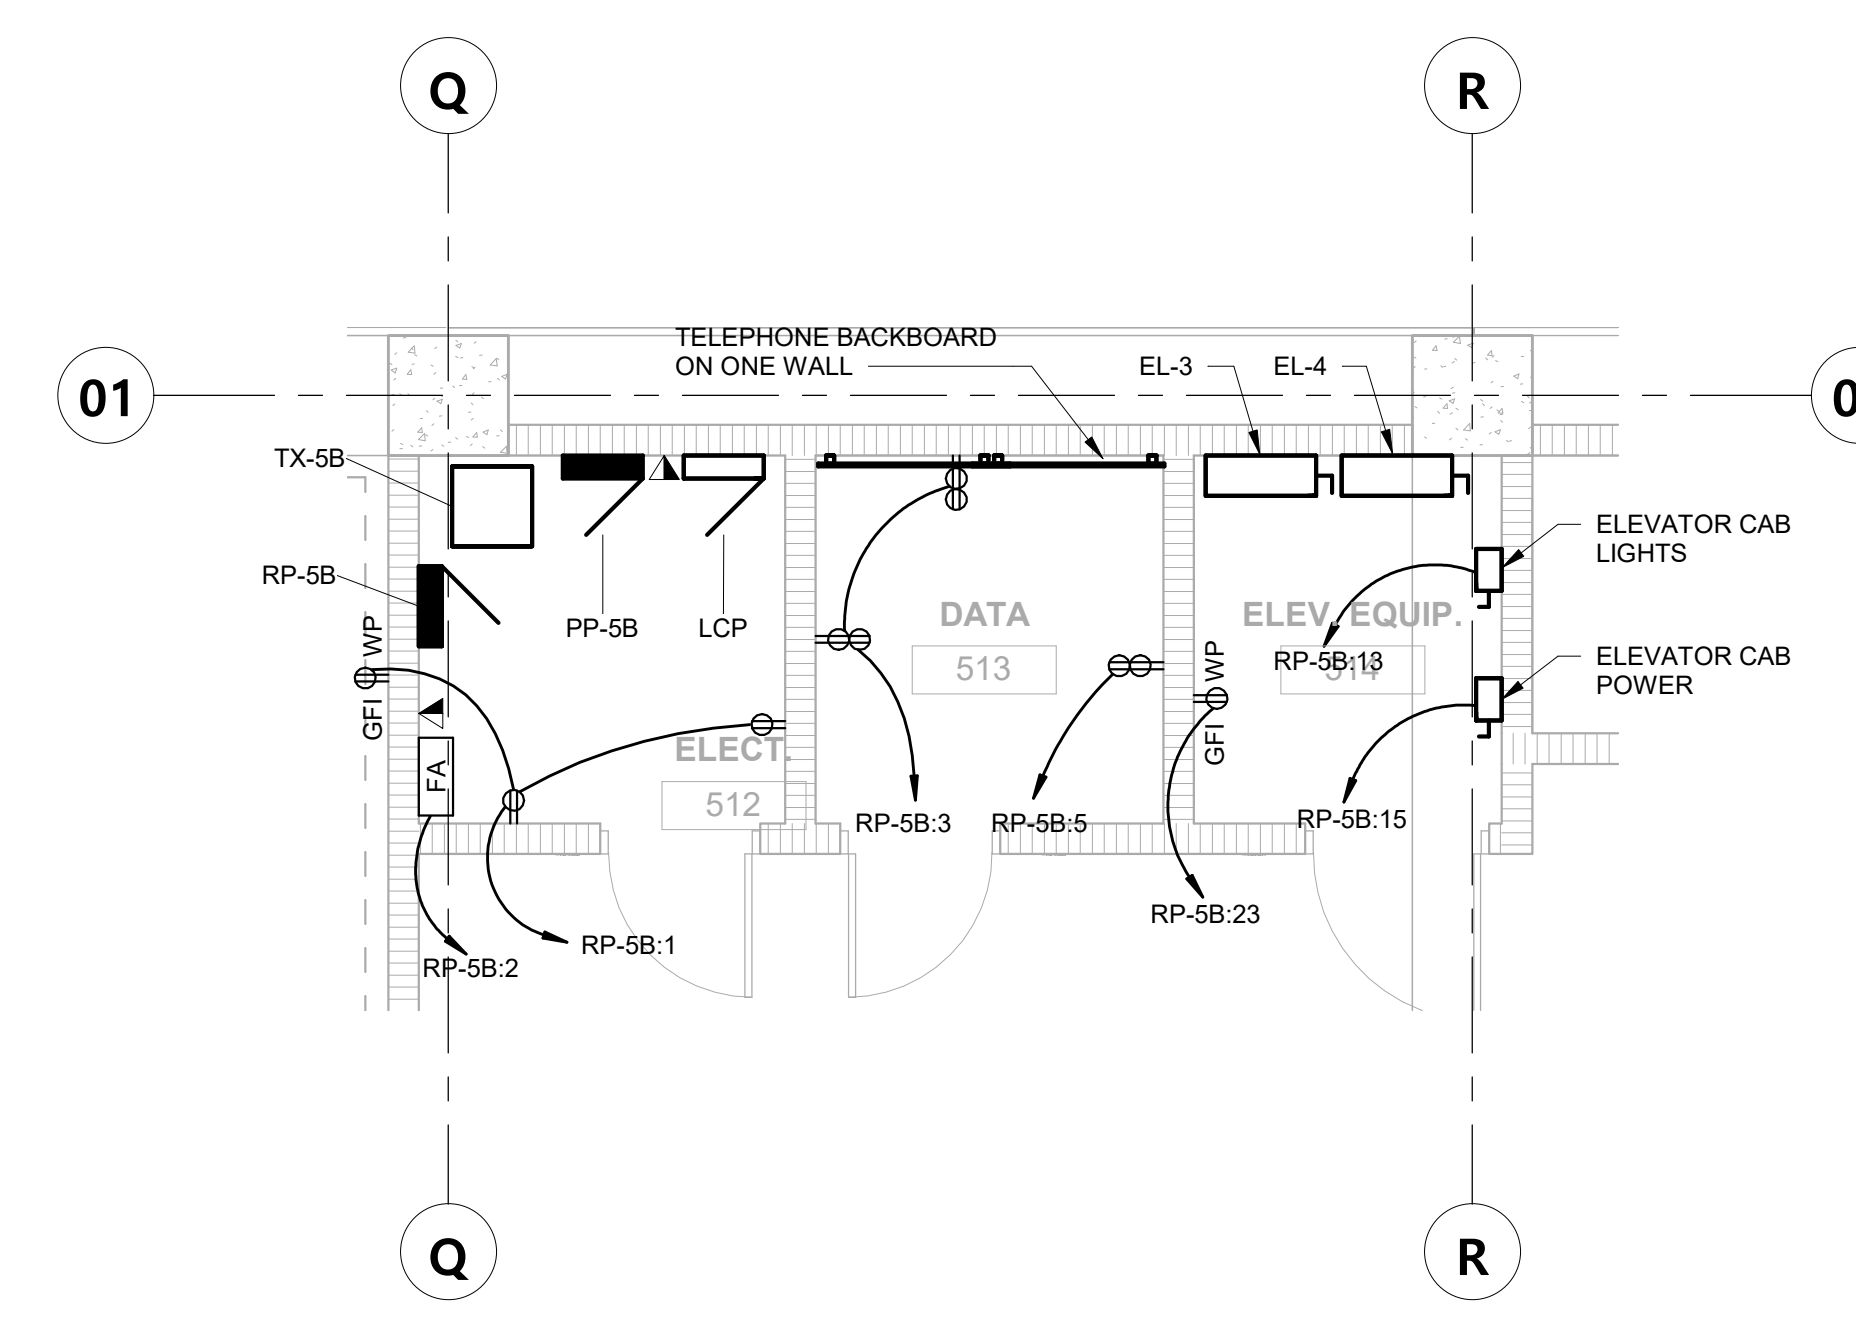 Q
R
TELEPHONE BACKBOARD
ON ONE WALL
EL-3
EL-4
01
0
TX-5B
ELEVATOR CAB
LIGHTS
RP-5B
PP-5B
LCP
DATA
513
ELEV. EQUIP.
514
RP-5B:13
GFI WP
GFI WP
ELEVATOR CAB
POWER
ELECT.
512
FA
RP-5B:3
RP-5B:5
RP-5B:15
RP-5B:23
RP-5B:1
RP-5B:2
Q
R